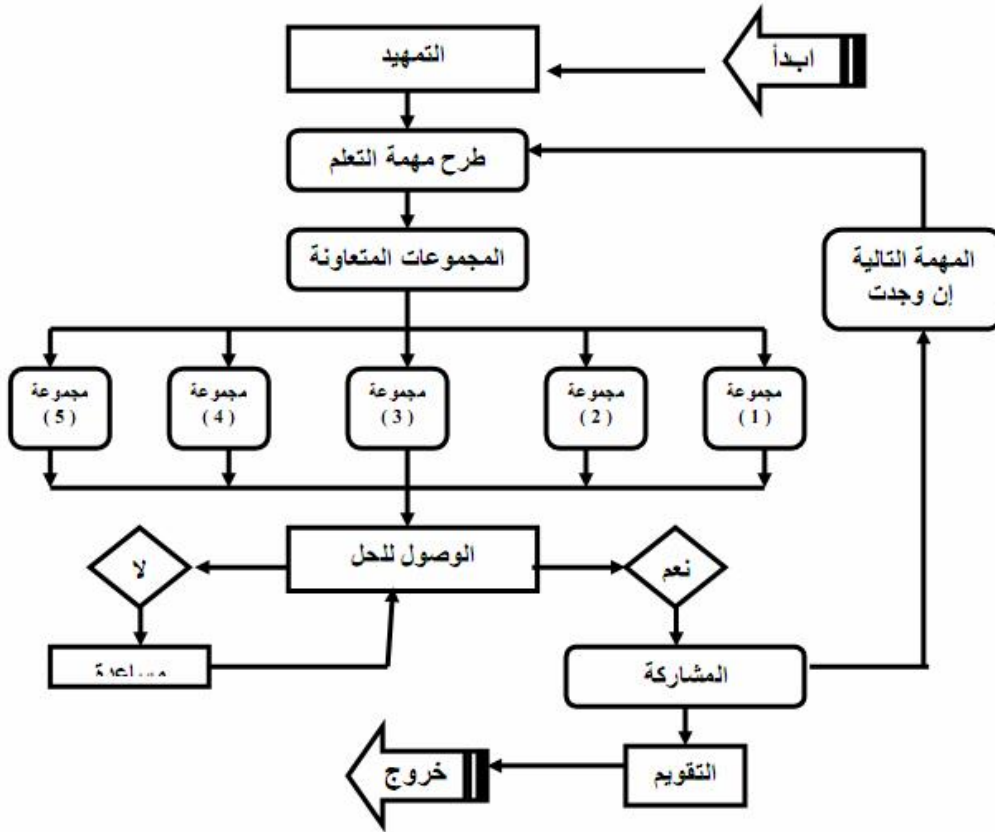 ابدأ
التمهيد
طرح مهمة التعلم
المجموعات المتعاونة
المهمة التالية
إن وجدت
مجموعة
( 1 )
مجموعة
( 2 )
مجموعة
( 3 )
مجموعة
( 4 )
مجموعة
( 5 )
الوصول للحل
نعم
لا
مساعدة
المشاركة
التقويم
خروج